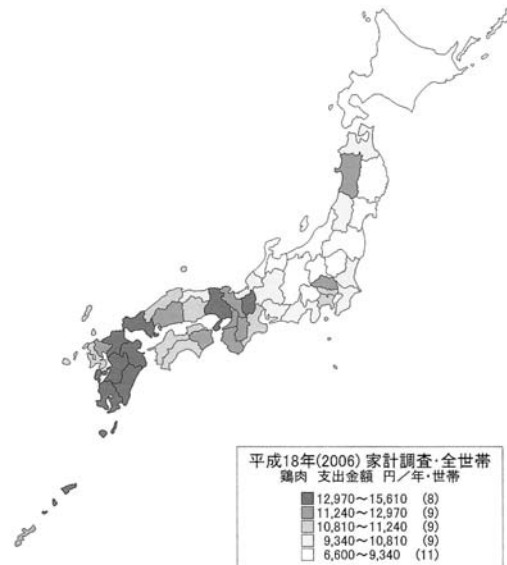 平成18年(2006) 家計調査・全世帯
鶏肉 支出金額 円／年・世帯
12,970～15,610 (8)
11,240～12,970 (9)
10,810～11,240 (9)
9,340～10,810 (9)
6,600～9,340 (11)